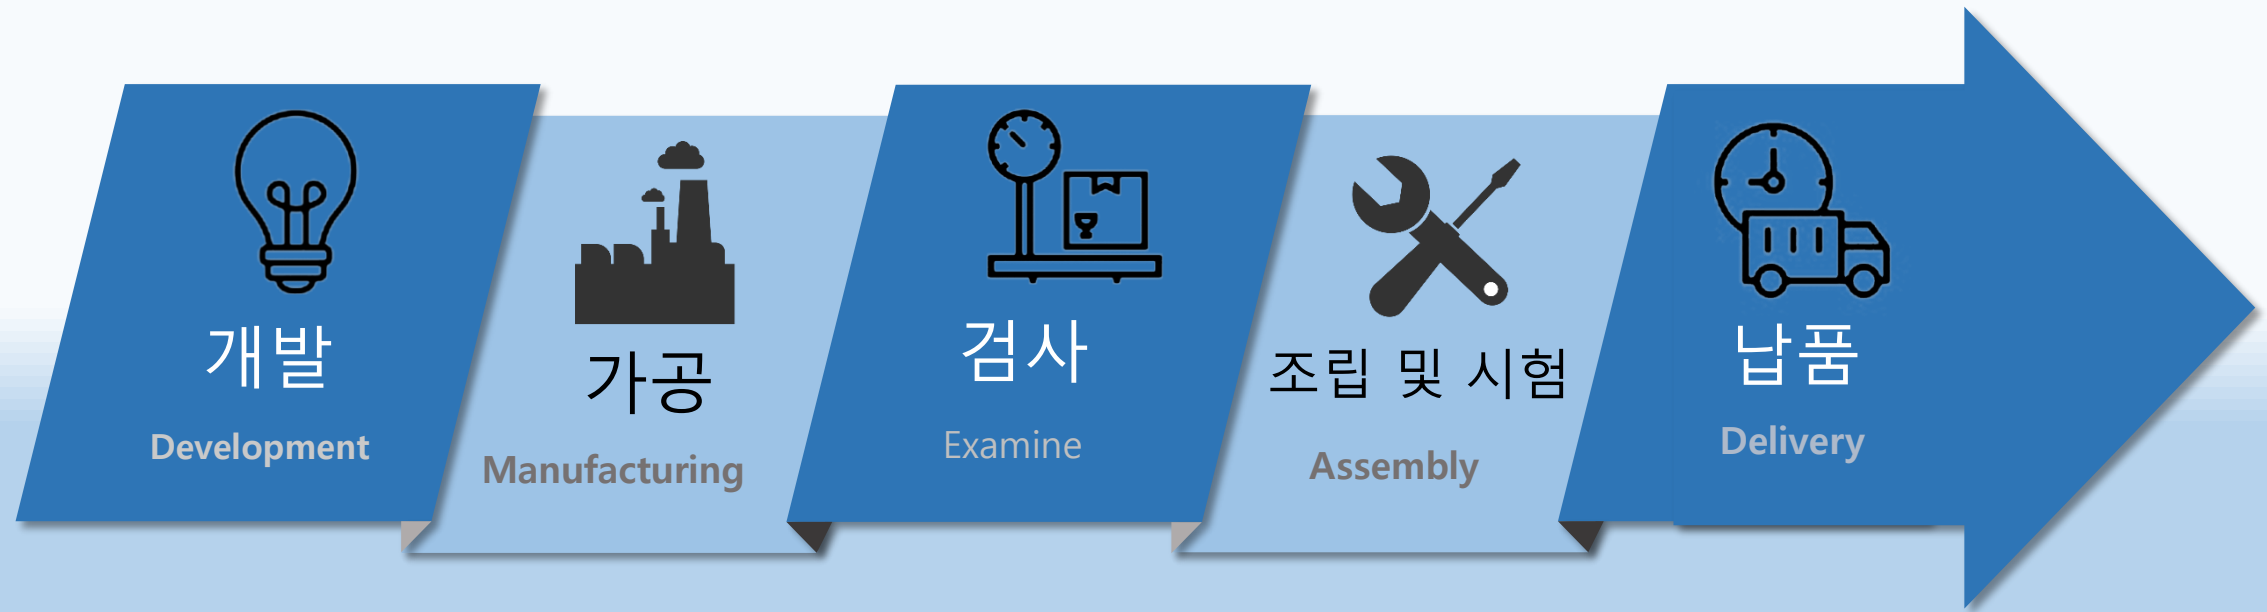 개발
Development
가공
Manufacturing
검사
Examine
조립 및 시험
Assembly
납품
Delivery